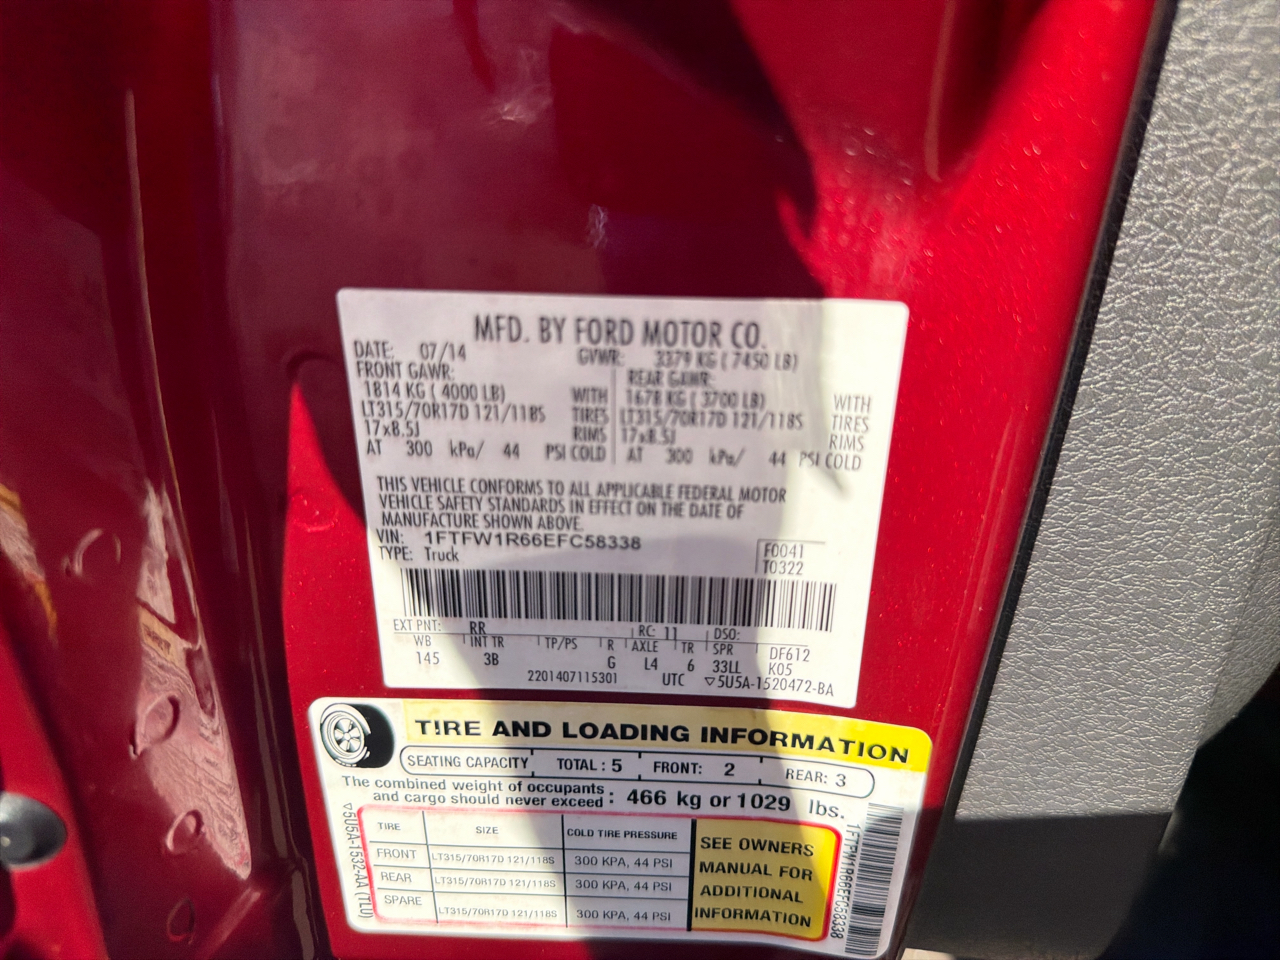 MFD. BY FORD MOTOR CO.
DATE: 07/14 GVWR: 3379 KG ( 7450 LB)
FRONT GAWR: REAR GAWR:
1814 KG ( 4000 LB) WITH 1678 KG ( 3700 LB) WITH
LT315/70R17D 121/118S TIRES LT315/70R17D 121/118S TIRES
17x8.5J RIMS 17x8.5J RIMS
AT 300 kPa/ 44 PSI COLD AT 300 kPa/ 44 PSI COLD
THIS VEHICLE CONFORMS TO ALL APPLICABLE FEDERAL MOTOR
VEHICLE SAFETY STANDARDS IN EFFECT ON THE DATE OF
MANUFACTURE SHOWN ABOVE.
VIN: 1FTFW1R66EFC58338
TYPE: Truck
F0041
T0322
EXT PNT: RR RC: 11 DSO:
WB INT TR TP/PS R AXLE TR SPR DF612
145 3B G L4 6 33LL K05
2201407115301 UTC ▽5U5A-1520472-BA
TIRE AND LOADING INFORMATION
SEATING CAPACITY TOTAL : 5 FRONT: 2 REAR: 3
The combined weight of occupants
and cargo should never exceed : 466 kg or 1029 lbs.
TIRE SIZE COLD TIRE PRESSURE
FRONT LT315/70R17D 121/118S 300 KPA, 44 PSI
REAR LT315/70R17D 121/118S 300 KPA, 44 PSI
SPARE LT315/70R17D 121/118S 300 KPA, 44 PSI
SEE OWNERS
MANUAL FOR
ADDITIONAL
INFORMATION
▽5U5A-1532-AA (TLU)
1FTFW1R66EFC58338